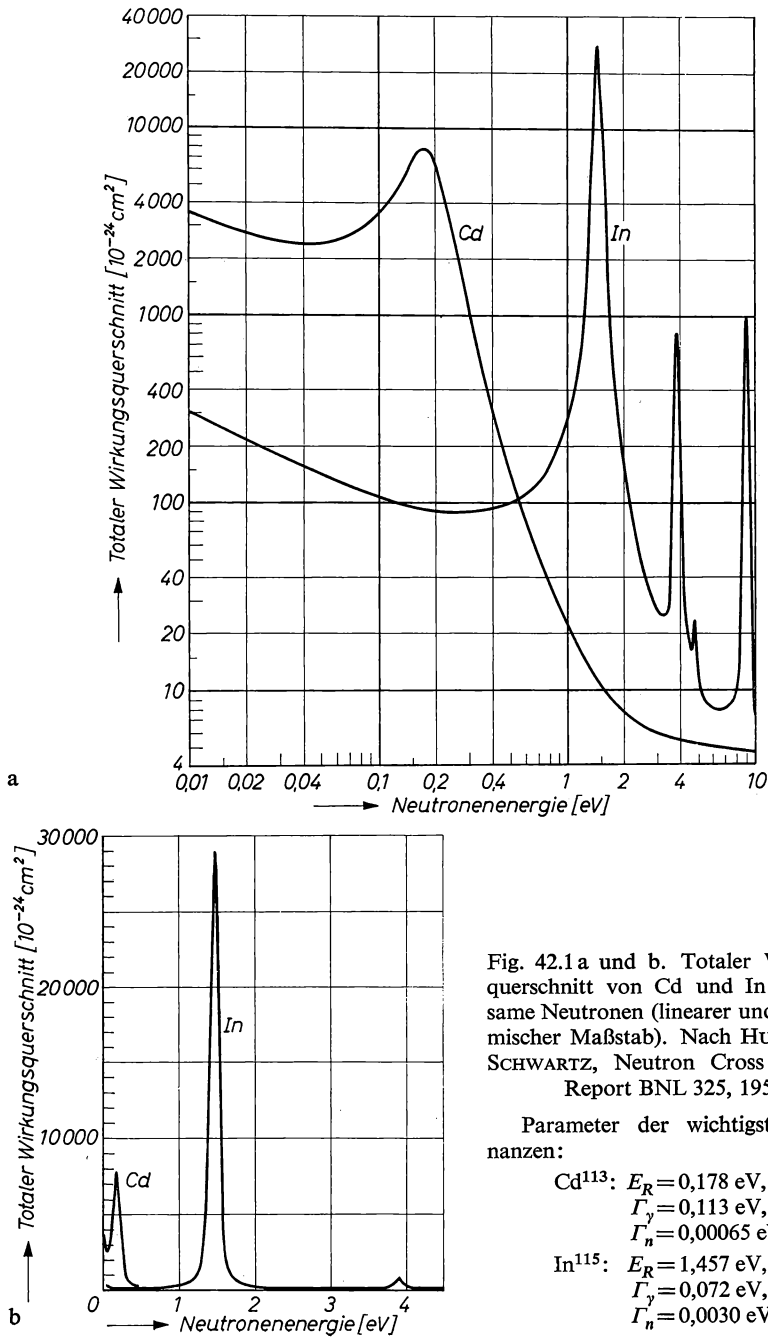 40000
20000
10000
4000
2000
1000
400
200
100
40
20
10
4
Totaler Wirkungsquerschnitt [10⁻²⁴cm²]
Cd
In
0,01 0,02 0,04 0,1 0,2 0,4 1 2 4 10
a
Neutronenenergie [eV]
30000
20000
10000
Totaler Wirkungsquerschnitt [10⁻²⁴cm²]
In
Cd
0 1 2 3 4
b
Neutronenenergie [eV]
Fig. 42.1a und b. Totaler
querschnitt von Cd und In
same Neutronen (linearer und
mischer Maßstab). Nach Hu
SCHWARTZ, Neutron Cross
Report BNL 325, 195
Parameter der wichtigst
nanzen:
Cd¹¹³: E_R=0,178 eV,
Γ_γ=0,113 eV,
Γ_n=0,00065 e
In¹¹⁵: E_R=1,457 eV,
Γ_γ=0,072 eV,
Γ_n=0,0030 eV